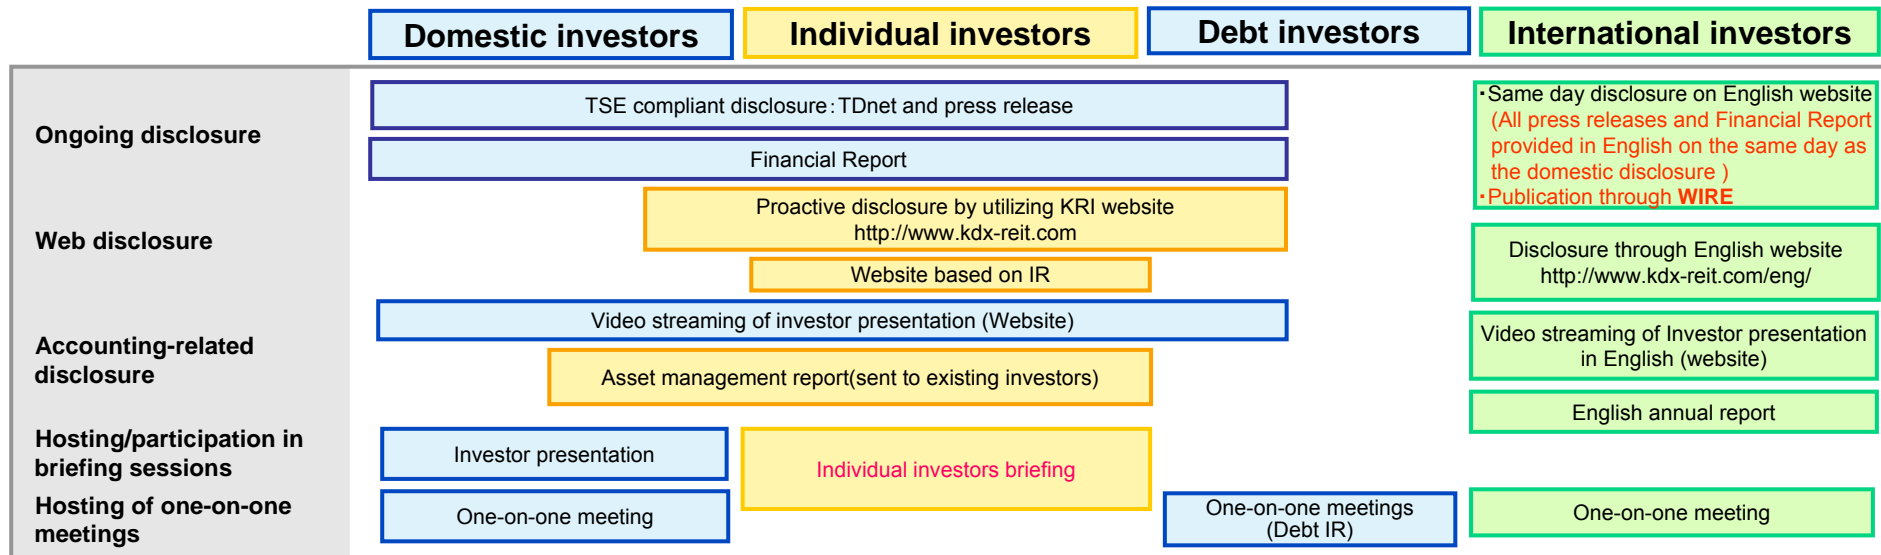 Domestic investors
Individual investors
Debt investors
International investors
Ongoing disclosure
TSE compliant disclosure：TDnet and press release
Financial Report
・Same day disclosure on English website
(All press releases and Financial Report
provided in English on the same day as
the domestic disclosure )
・Publication through WIRE
Web disclosure
Proactive disclosure by utilizing KRI website
http://www.kdx-reit.com
Website based on IR
Disclosure through English website
http://www.kdx-reit.com/eng/
Accounting-related
disclosure
Video streaming of investor presentation (Website)
Asset management report(sent to existing investors)
Video streaming of Investor presentation
in English (website)
English annual report
Hosting/participation in
briefing sessions
Investor presentation
Individual investors briefing
Hosting of one-on-one
meetings
One-on-one meeting
One-on-one meetings
(Debt IR)
One-on-one meeting